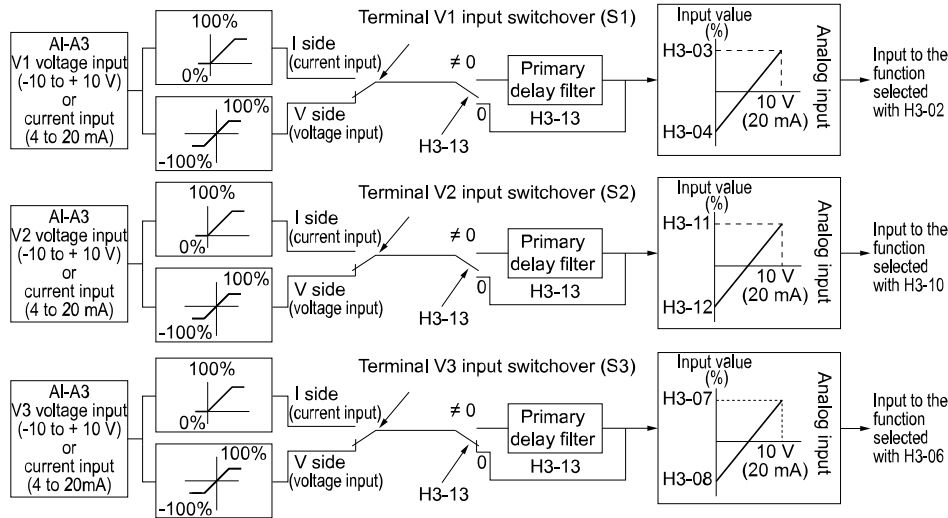 AI-A3
V1 voltage input
(-10 to + 10 V)
or
current input
(4 to 20 mA)
100%
0%
100%
-100%
I side
(current input)
V side
(voltage input)
Terminal V1 input switchover (S1)
≠ 0
0
H3-13
Primary
delay filter
H3-13
Input value
(%)
H3-03
H3-04
10 V
(20 mA)
Analog input
Input to the
function
selected
with H3-02
AI-A3
V2 voltage input
(-10 to + 10 V)
or
current input
(4 to 20 mA)
100%
0%
100%
-100%
I side
(current input)
V side
(voltage input)
Terminal V2 input switchover (S2)
≠ 0
0
H3-13
Primary
delay filter
H3-13
Input value
(%)
H3-11
H3-12
10 V
(20 mA)
Analog input
Input to the
function
selected
with H3-10
AI-A3
V3 voltage input
(-10 to + 10 V)
or
current input
(4 to 20mA)
100%
0%
100%
-100%
I side
(current input)
V side
(voltage input)
Terminal V3 input switchover (S3)
≠ 0
0
H3-13
Primary
delay filter
H3-13
Input value
(%)
H3-07
H3-08
10 V
(20 mA)
Analog input
Input to the
function
selected
with H3-06